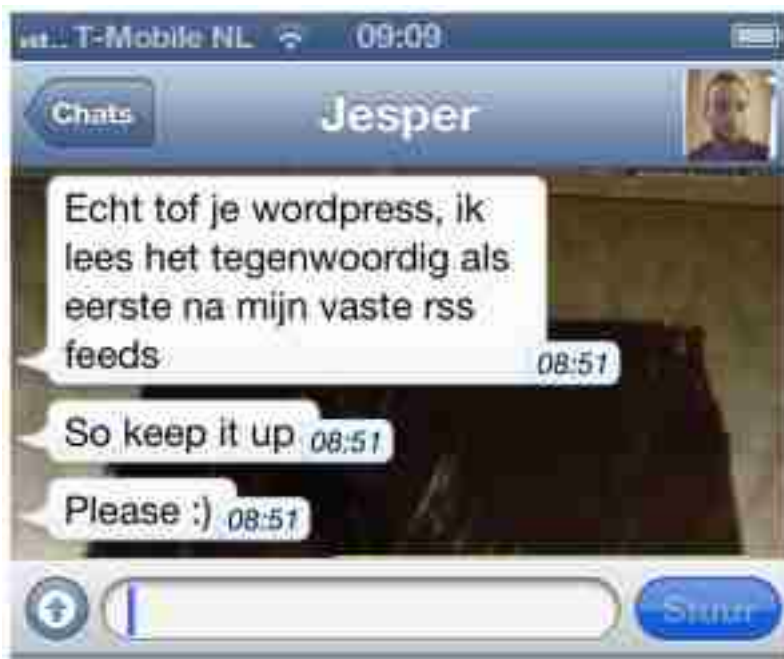 T-Mobile NL 09:09
Chats Jesper
Echt tof je wordpress, ik
lees het tegenwoordig als
eerste na mijn vaste rss
feeds 08:51
So keep it up 08:51
Please :) 08:51
Stuur